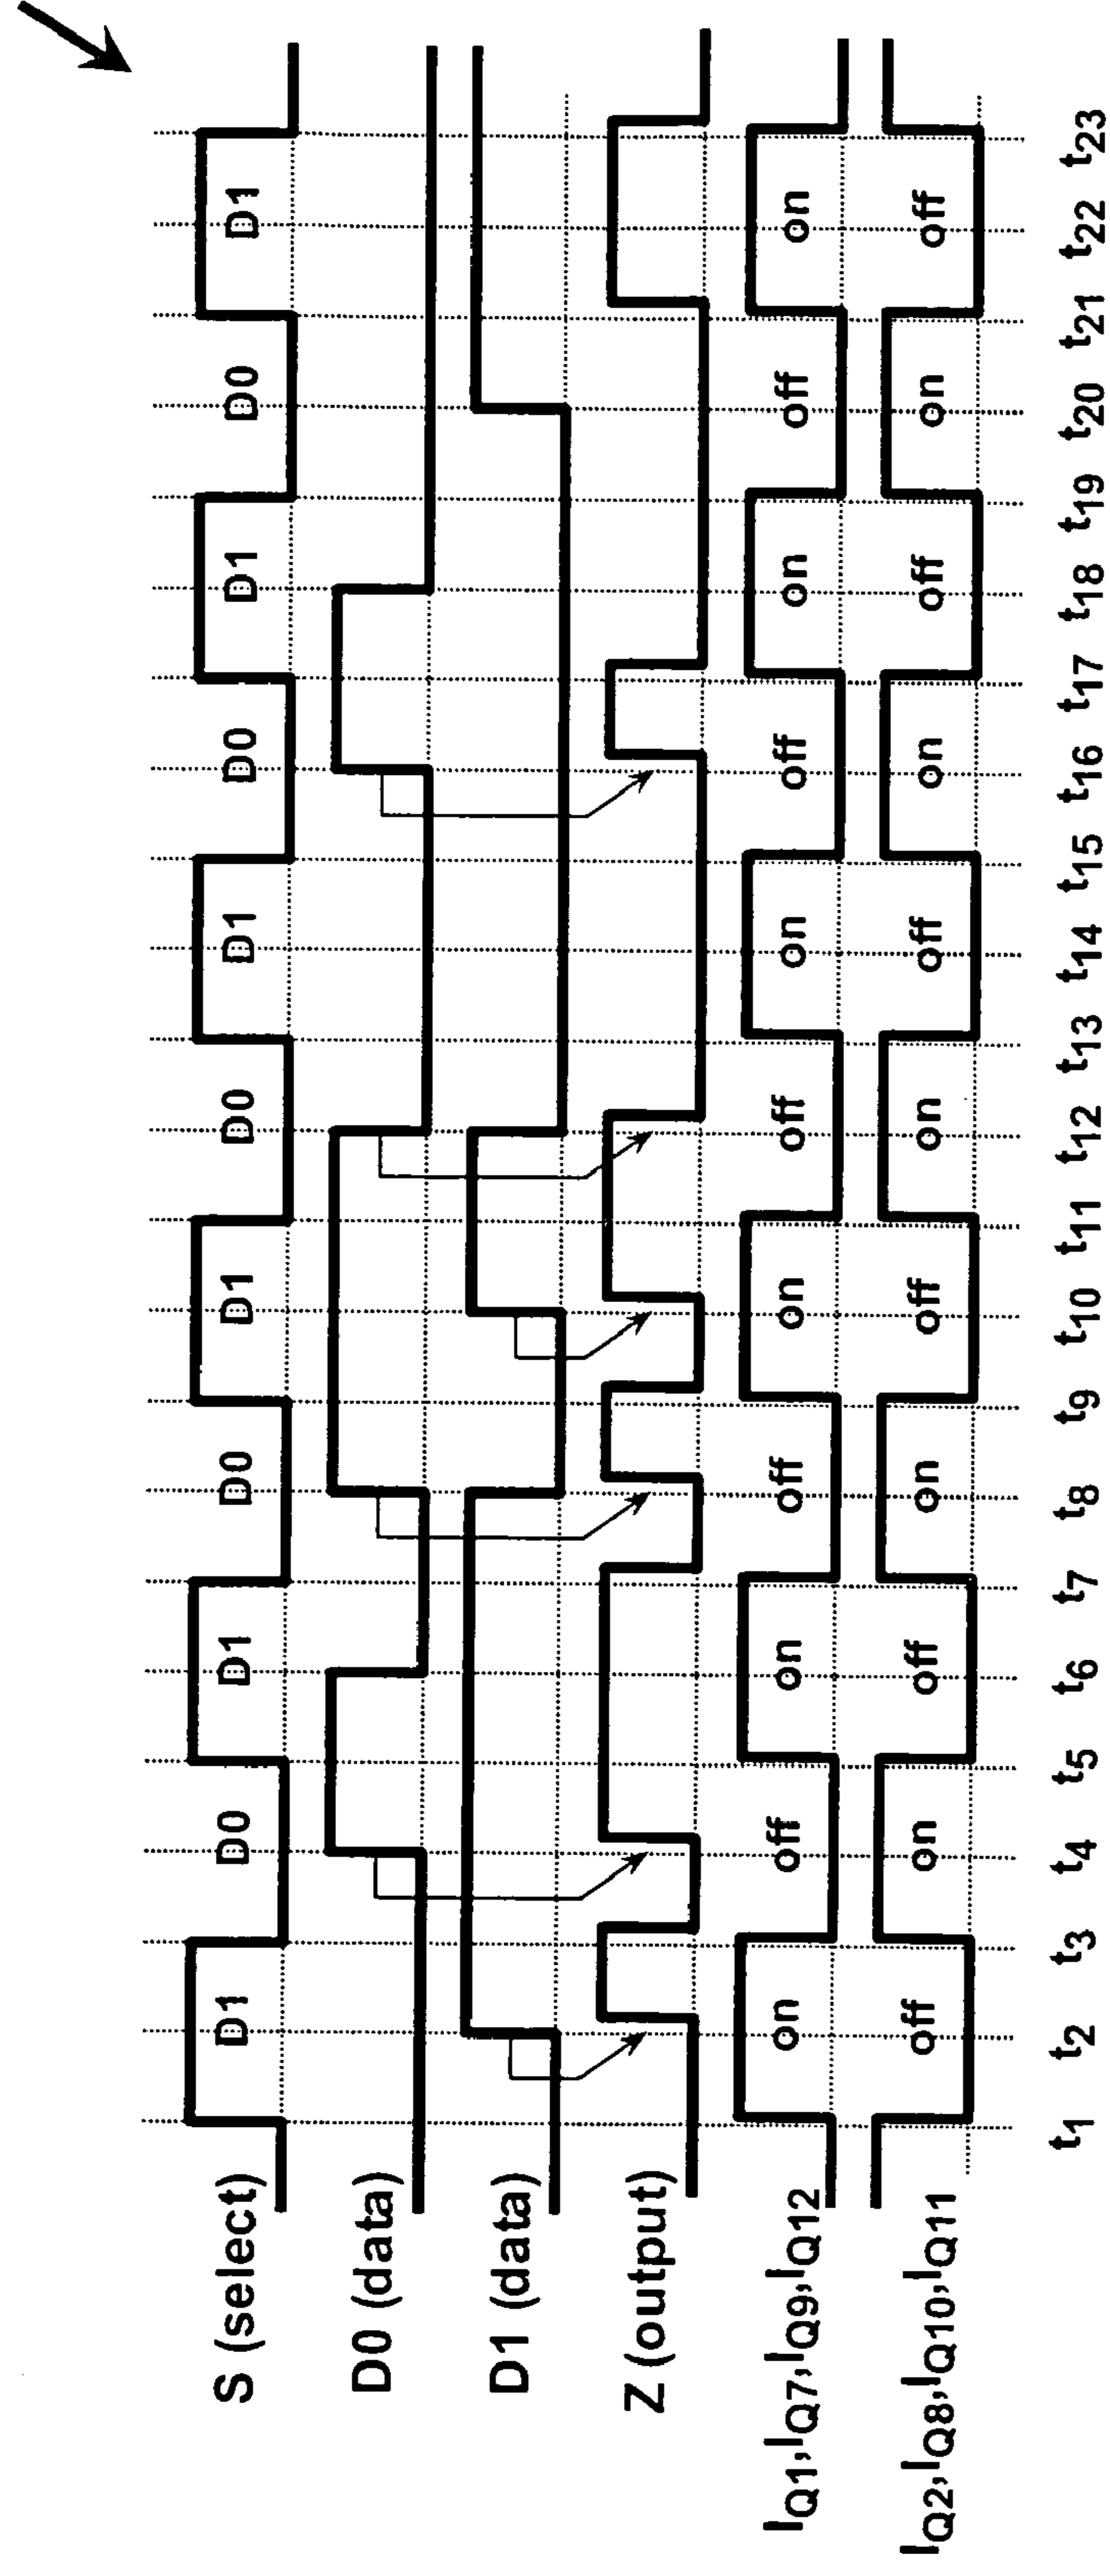 S (select) D1 D0 D1 D0 D1 D0 D1 D0 D1 D0 D1
D0 (data)
D1 (data)
Z (output)
IQ1,IQ7,IQ9,IQ12 on off on off on off on off on off on
IQ2,IQ8,IQ10,IQ11 off on off on off on off on off on off
t1 t2 t3 t4 t5 t6 t7 t8 t9 t10 t11 t12 t13 t14 t15 t16 t17 t18 t19 t20 t21 t22 t23